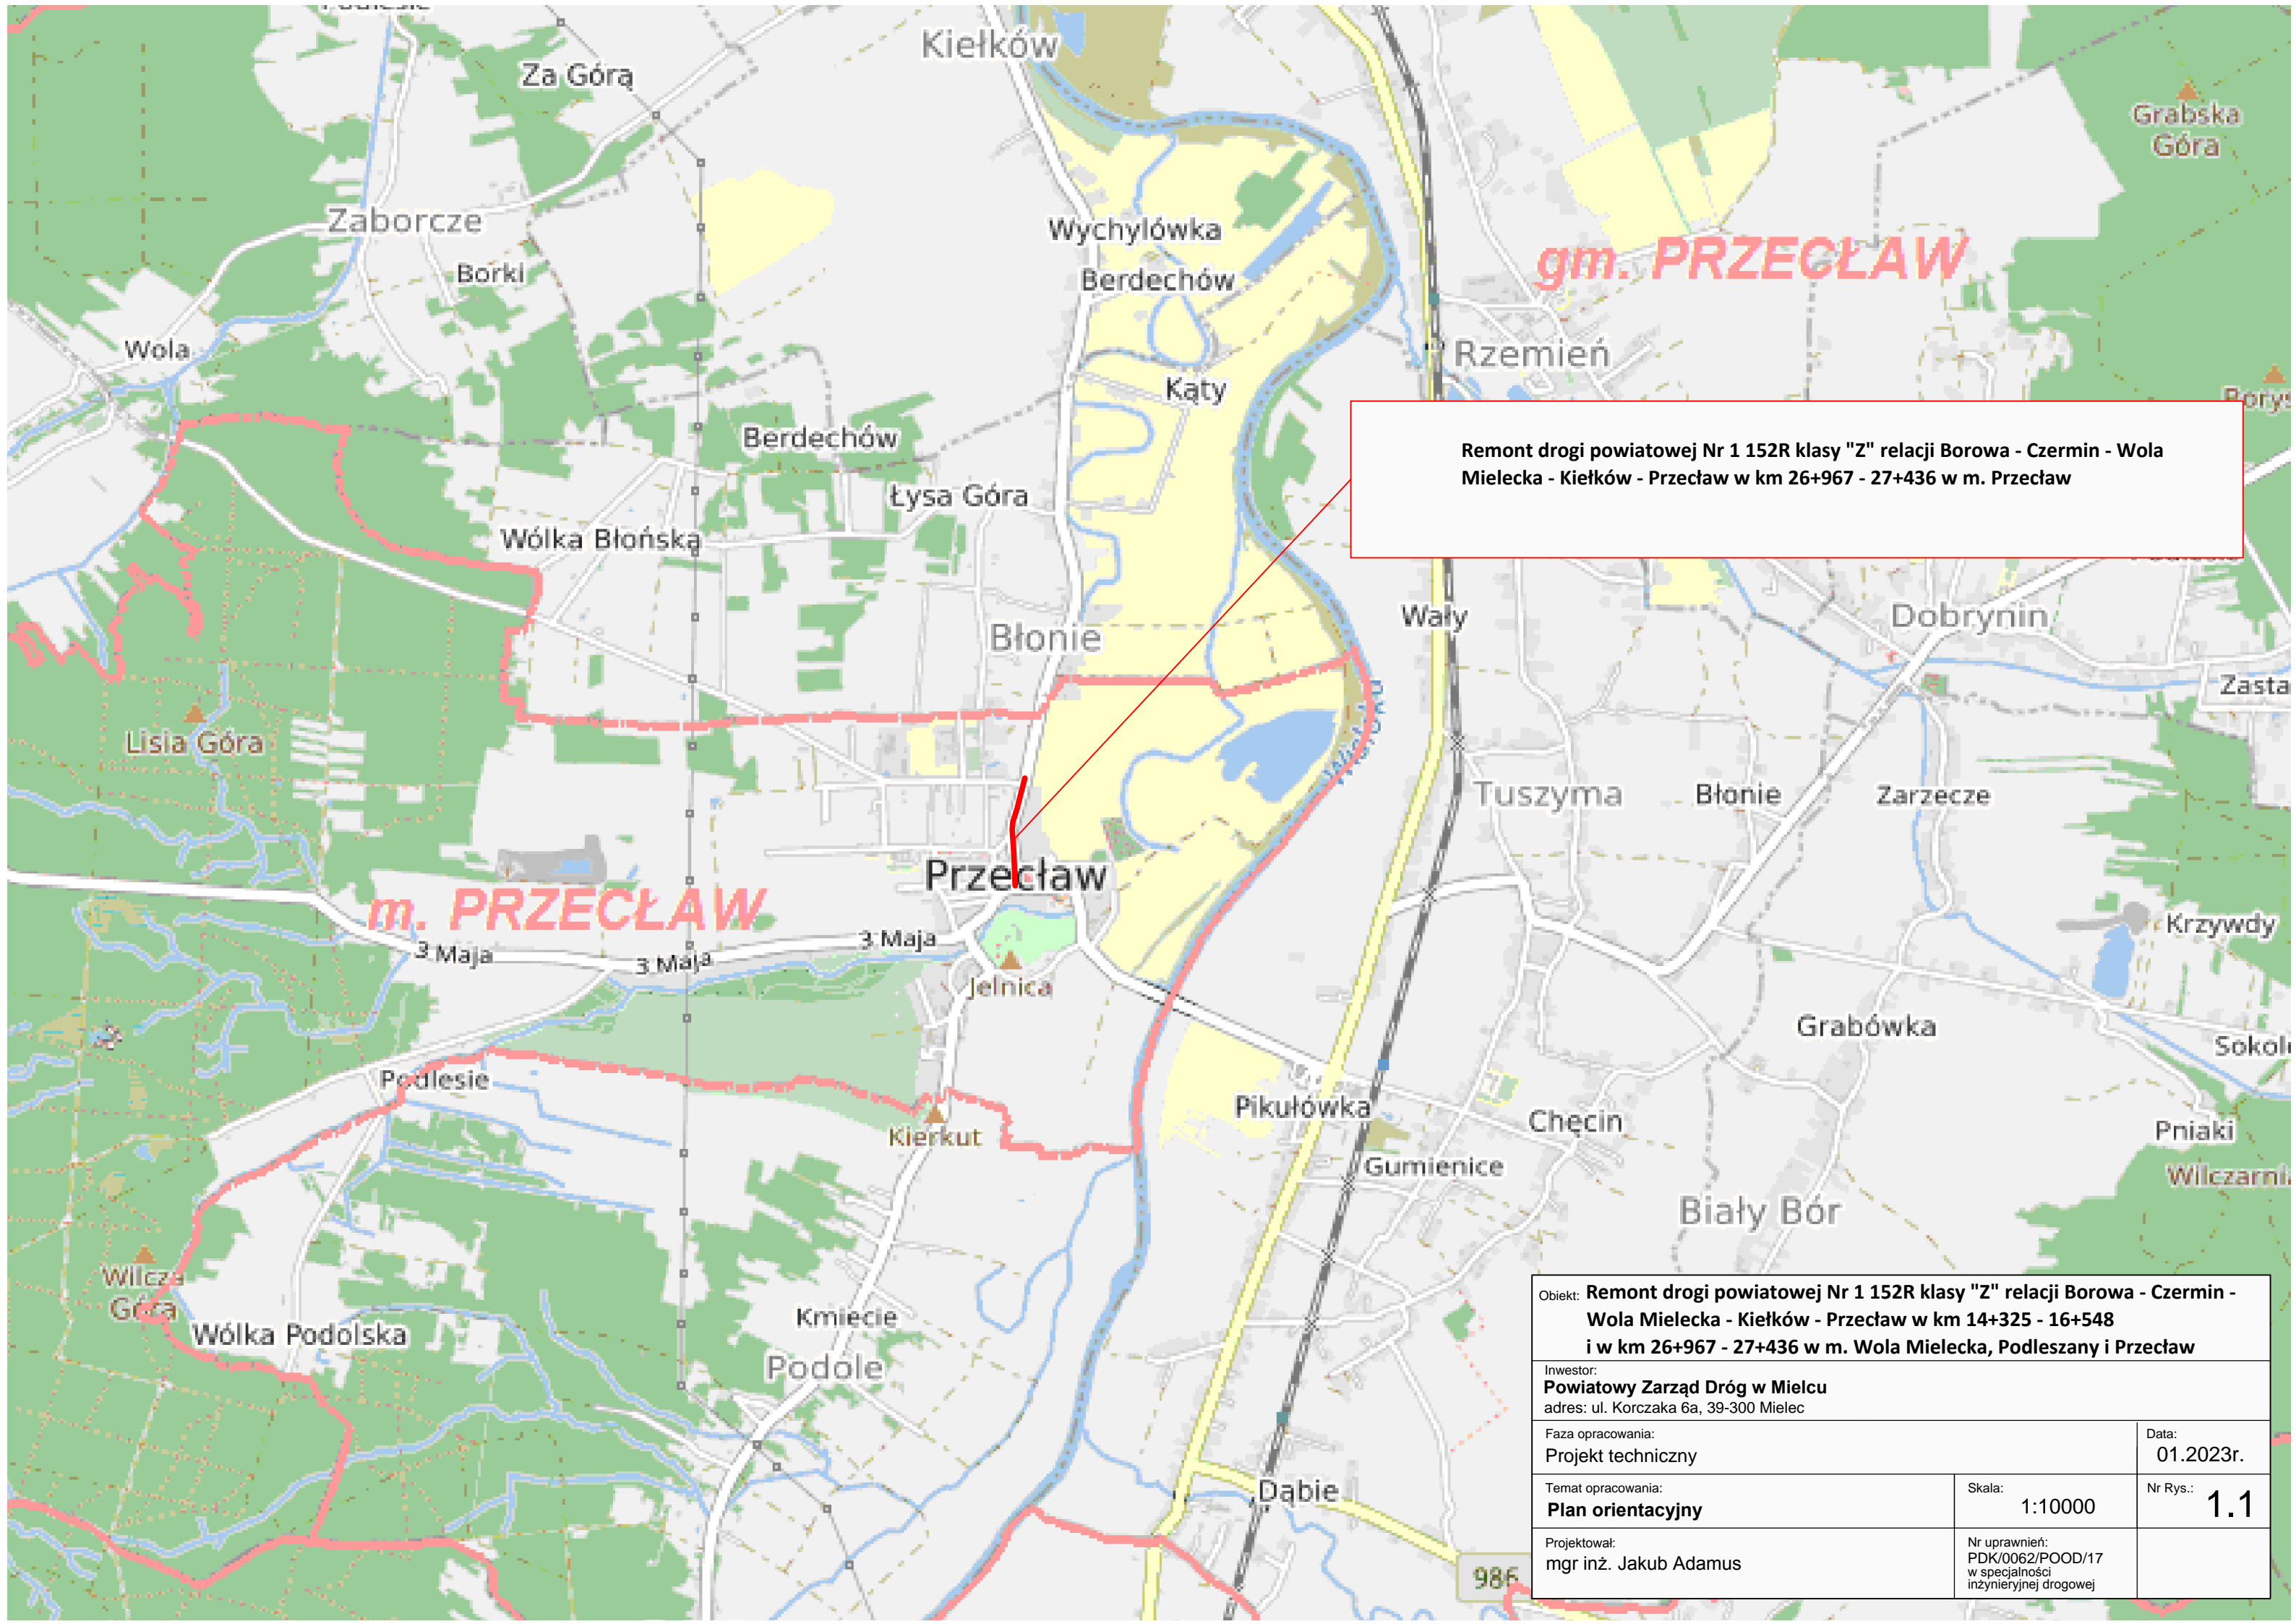 Kiełków
Za Górą
Grabska
Góra
Zaborcze
Wychylówka
Borki
Berdechów
gm. PRZECŁAW
Wola
Rzemień
Kąty
Berdechów
Remont drogi powiatowej Nr 1 152R klasy "Z" relacji Borowa - Czermin - Wola
Mielecka - Kiełków - Przecław w km 26+967 - 27+436 w m. Przecław
Łysa Góra
Wólka Błońska
Wały
Dobrynin
Błonie
Zasta
Lisia Góra
Tuszyma
Błonie
Zarzecze
Przecław
m. PRZECŁAW
3 Maja
3 Maja
3 Maja
Krzywdy
Jelnica
Grabówka
Podlesie
Pikułówka
Chęcin
Kierkut
Pniaki
Gumienice
Biały Bór
Wilcza
Góra
Kmiecie
Wólka Podolska
Podole
Dąbie
986
Obiekt: Remont drogi powiatowej Nr 1 152R klasy "Z" relacji Borowa - Czermin -
Wola Mielecka - Kiełków - Przecław w km 14+325 - 16+548
i w km 26+967 - 27+436 w m. Wola Mielecka, Podleszany i Przecław
Inwestor:
Powiatowy Zarząd Dróg w Mielcu
adres: ul. Korczaka 6a, 39-300 Mielec
Faza opracowania:
Projekt techniczny
Data:
01.2023r.
Temat opracowania:
Plan orientacyjny
Skala:
1:10000
Nr Rys.: 1.1
Projektował:
mgr inż. Jakub Adamus
Nr uprawnień:
PDK/0062/POOD/17
w specjalności
inżynieryjnej drogowej